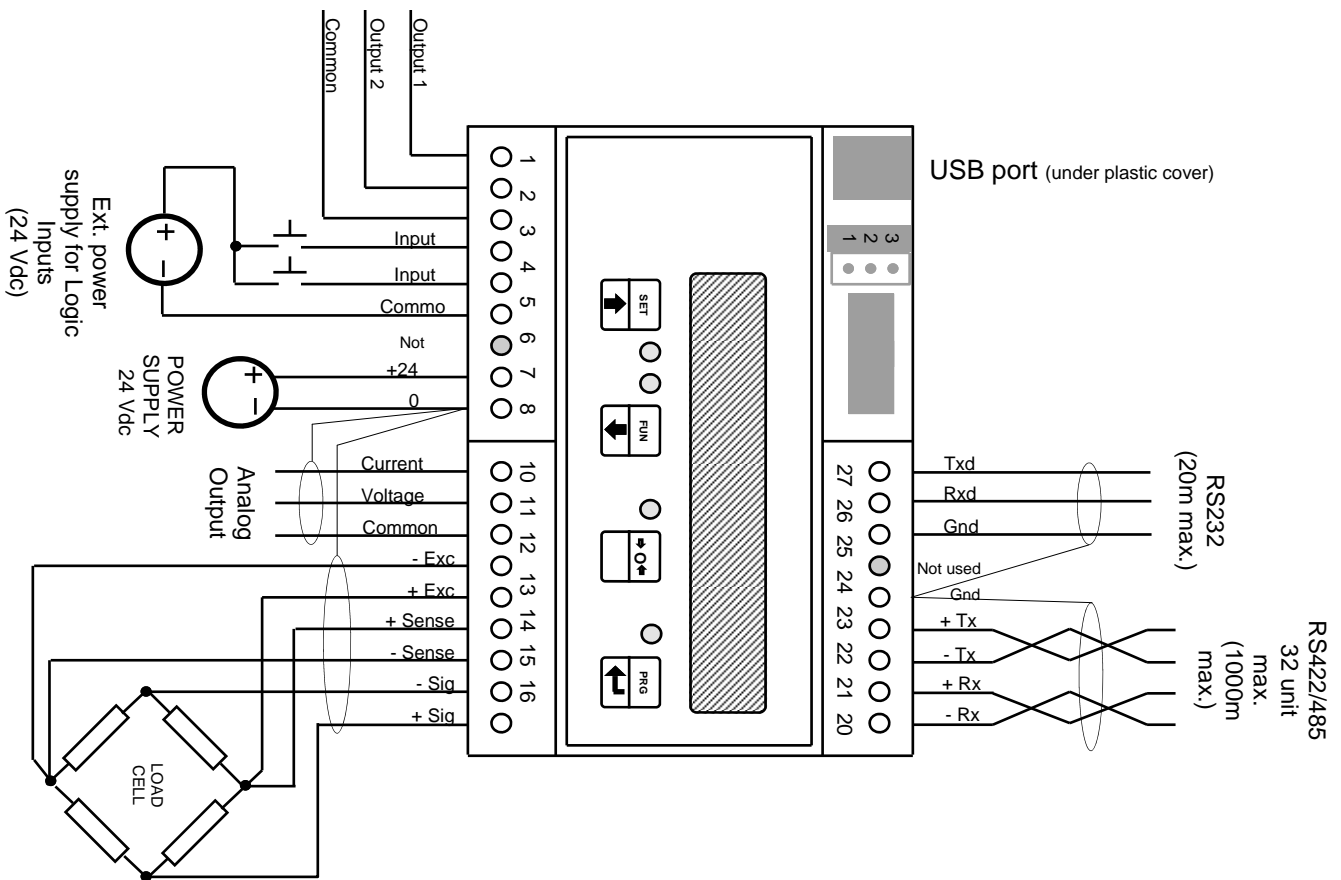 Output 1
Output 2
Common
Ext. power
supply for Logic
Inputs
(24 Vdc)
+
−
Input
Input
Commo
Not
+24
0
POWER
SUPPLY
24 Vdc
+
−
Analog
Output
Current
Voltage
Common
- Exc
+ Exc
+ Sense
- Sense
- Sig
+ Sig
LOAD
CELL
1
2
3
4
5
6
7
8
10
11
12
13
14
15
16
SET
FUN
0
PRG
USB port (under plastic cover)
1 2 3
27
26
25
24
23
22
21
20
Txd
Rxd
Gnd
Not used
Gnd
+ Tx
- Tx
+ Rx
- Rx
RS232
(20m max.)
RS422/485
32 unit
max.
(1000m
max.)